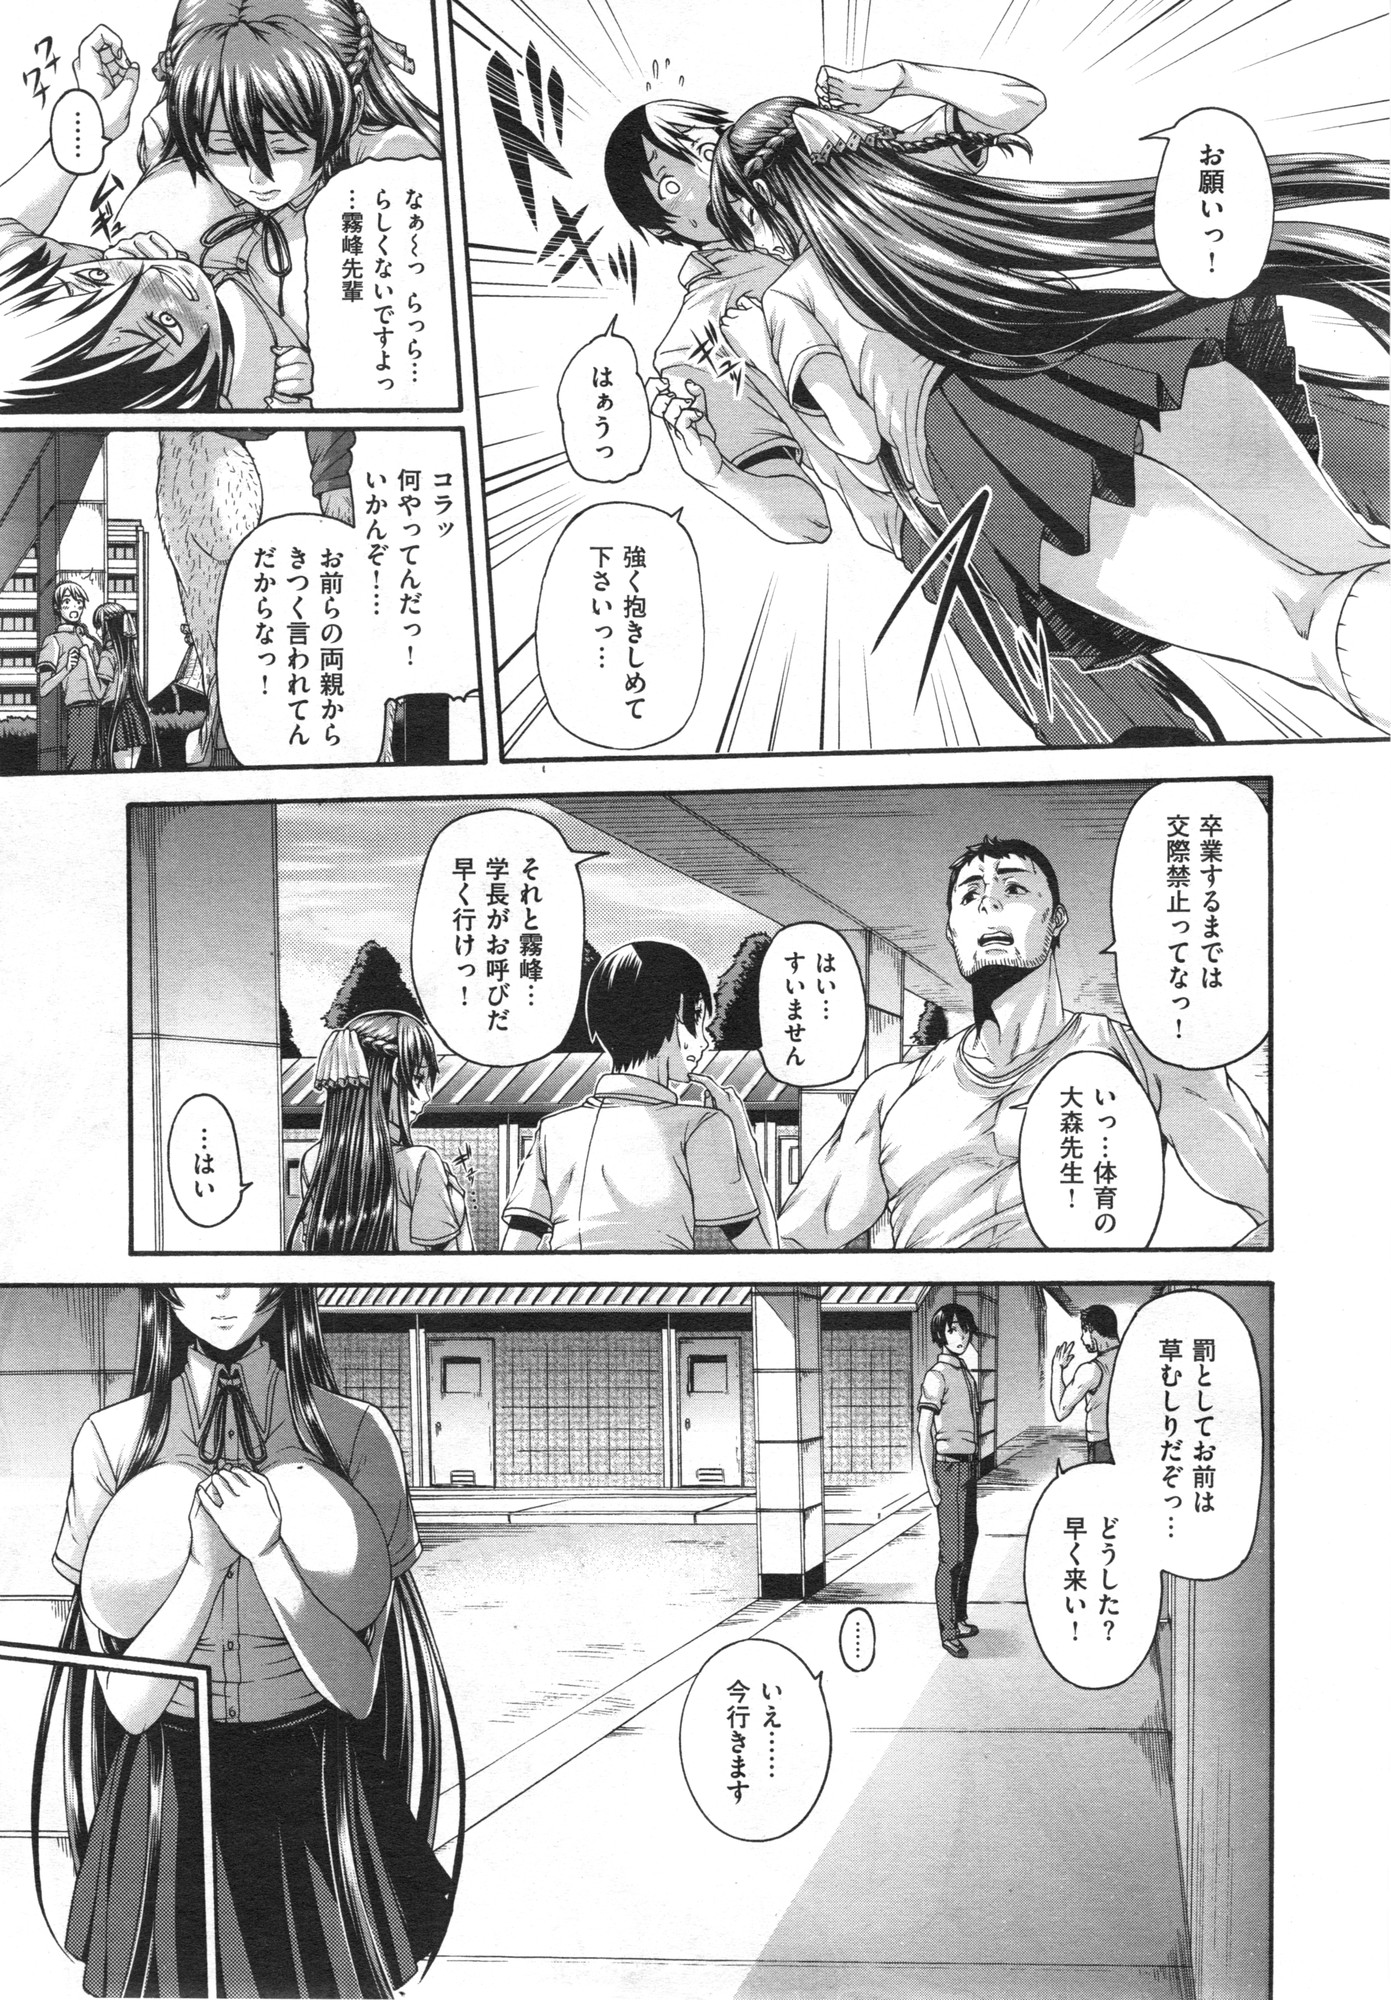 お願いっ！
ドドメ
はぁうっ
ギュ
強く抱きしめて
下さいっ…
なぁ～っ らっら…
らしくないですよっ
…霧峰先輩
ムギュ
ワナワナ
……
コラッ
何やってんだっ！
いかんぞ！…
お前らの両親から
きつく言われてん
だからなっ！
卒業するまでは
交際禁止ってなっ！
いっ…体育の
大森先生！
はい…
すいません
それと霧峰…
学長がお呼びだ
早く行けっ！
ギュッ…
…はい
罰としてお前は
草むしりだぞっ…
どうした？
早く来い！
……
いえ……
今行きます